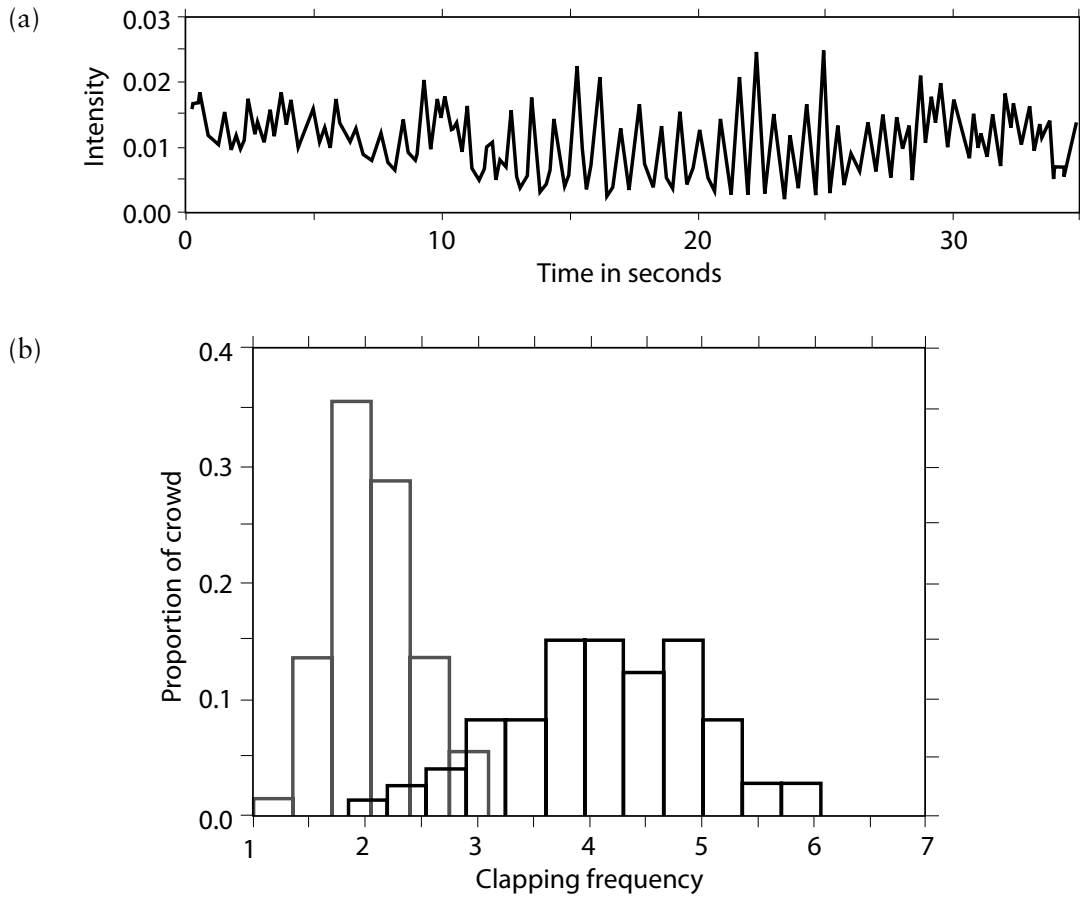 (a)
0.03
0.02
0.01
0.00
Intensity
0 10 20 30
Time in seconds
(b)
0.4
0.3
0.2
0.1
0.0
Proportion of crowd
1 2 3 4 5 6 7
Clapping frequency